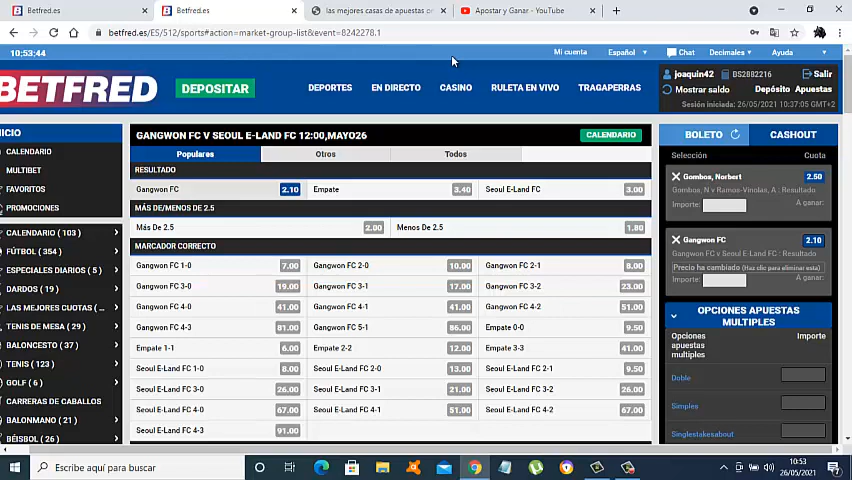 Betfred.es
Betfred.es
las mejores casas de apuestas on
Apostar y Ganar - YouTube
betfred.es/ES/512/sports#action=market-group-list&event=8242278.1
10:53:44
Mi cuenta
Español
Chat
Decimales
Ayuda
BETFRED
DEPOSITAR
DEPORTES
EN DIRECTO
CASINO
RULETA EN VIVO
TRAGAPERRAS
joaquin42 DS2882216 Salir
Mostrar saldo Depósito Apuestas
Sesión iniciada: 26/05/2021 10:37:05 GMT+2
NICIO
CALENDARIO
MULTIBET
FAVORITOS
PROMOCIONES
CALENDARIO ( 103 )
FÚTBOL ( 354 )
ESPECIALES DIARIOS ( 5 )
DARDOS ( 19 )
LAS MEJORES CUOTAS ( ...
TENIS DE MESA ( 29 )
BALONCESTO ( 37 )
TENIS ( 123 )
GOLF ( 6 )
CARRERAS DE CABALLOS
BALONMANO ( 21 )
BÉISBOL ( 26 )
GANGWON FC V SEOUL E-LAND FC 12:00,MAYO26
CALENDARIO
Populares Otros Todos
RESULTADO
Gangwon FC 2.10 Empate 3.40 Seoul E-Land FC 3.00
MÁS DE/MENOS DE 2.5
Más De 2.5 2.00 Menos De 2.5 1.80
MARCADOR CORRECTO
Gangwon FC 1-0 7.00 Gangwon FC 2-0 10.00 Gangwon FC 2-1 8.00
Gangwon FC 3-0 19.00 Gangwon FC 3-1 17.00 Gangwon FC 3-2 23.00
Gangwon FC 4-0 41.00 Gangwon FC 4-1 41.00 Gangwon FC 4-2 51.00
Gangwon FC 4-3 81.00 Gangwon FC 5-1 86.00 Empate 0-0 9.50
Empate 1-1 6.00 Empate 2-2 12.00 Empate 3-3 41.00
Seoul E-Land FC 1-0 8.00 Seoul E-Land FC 2-0 13.00 Seoul E-Land FC 2-1 9.50
Seoul E-Land FC 3-0 26.00 Seoul E-Land FC 3-1 21.00 Seoul E-Land FC 3-2 26.00
Seoul E-Land FC 4-0 67.00 Seoul E-Land FC 4-1 51.00 Seoul E-Land FC 4-2 67.00
Seoul E-Land FC 4-3 91.00
BOLETO CASHOUT
Selección Cuota
Gombos, Norbert 2.50
Gombos, N v Ramos-Vinolas, A : Resultado
Importe: A ganar:
Gangwon FC 2.10
Gangwon FC v Seoul E-Land FC : Resultado
Precio ha cambiado (Haz clic para eliminar esta)
Importe: A ganar:
OPCIONES APUESTAS
MULTIPLES
Opciones
apuestas
multiples
Importe
Doble
Simples
Singlestakesabout
Escribe aquí para buscar
10:53
26/05/2021